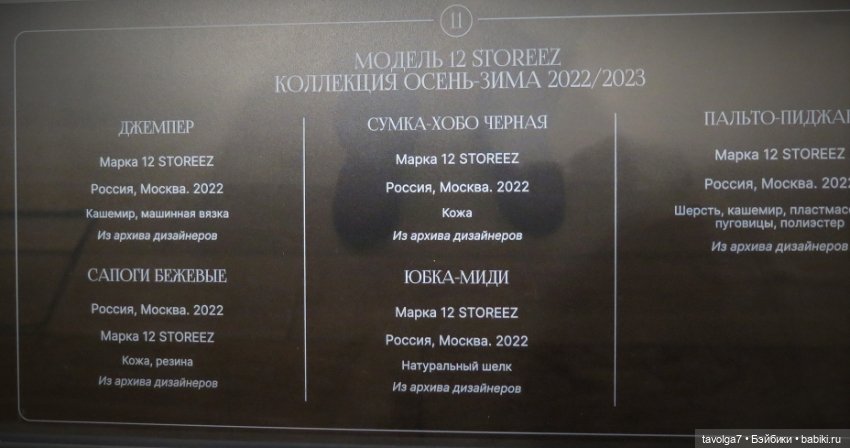 11
МОДЕЛЬ 12 STOREEZ
КОЛЛЕКЦИЯ ОСЕНЬ-ЗИМА 2022/2023
ДЖЕМПЕР
Марка 12 STOREEZ
Россия, Москва. 2022
Кашемир, машинная вязка
Из архива дизайнеров
САПОГИ БЕЖЕВЫЕ
Россия, Москва. 2022
Марка 12 STOREEZ
Кожа, резина
Из архива дизайнеров
СУМКА-ХОБО ЧЕРНАЯ
Марка 12 STOREEZ
Россия, Москва. 2022
Кожа
Из архива дизайнеров
ЮБКА-МИДИ
Марка 12 STOREEZ
Россия, Москва. 2022
Натуральный шелк
Из архива дизайнеров
ПАЛЬТО-ПИДЖА
Марка 12 STOREEZ
Россия, Москва. 202
Шерсть, кашемир, пластмасс
пуговицы, полиэстер
Из архива дизайнеров
tavolga7 • Бэйбики • babiki.ru